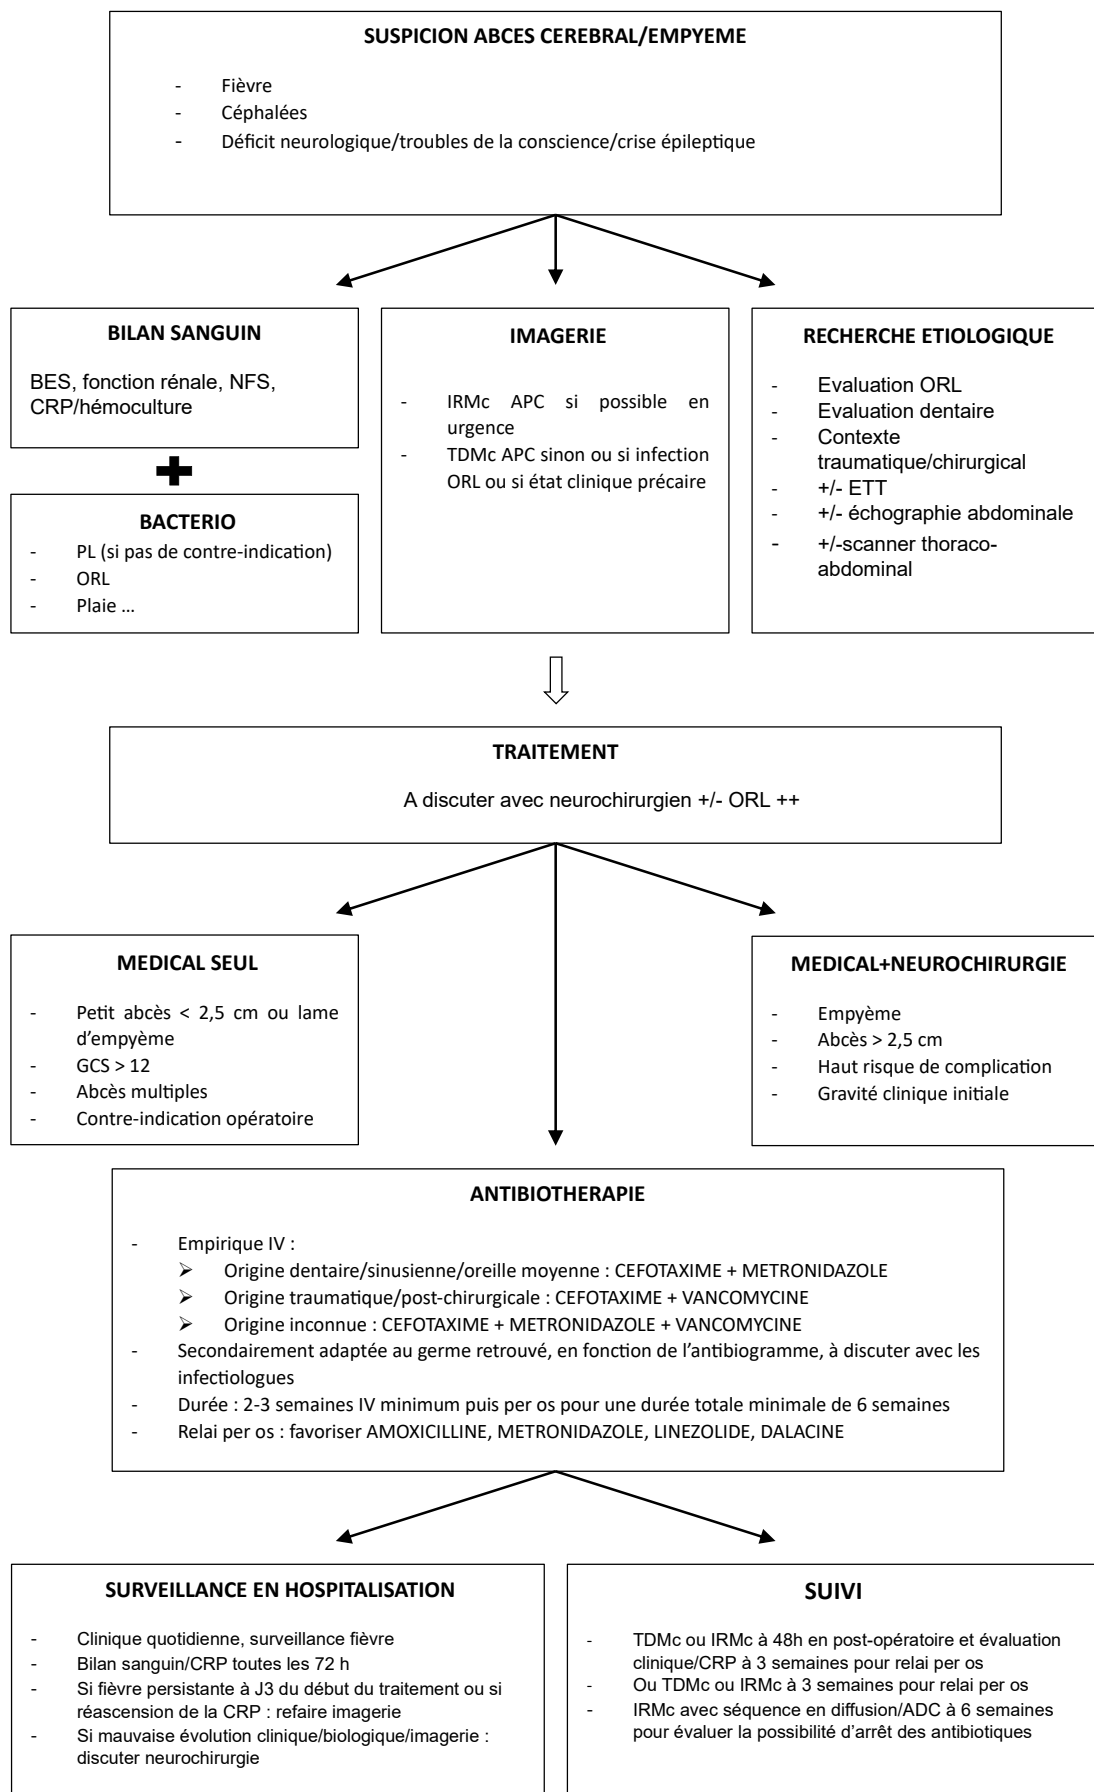 SUSPICION ABCES CEREBRAL/EMPYEME
- Fièvre
- Céphalées
- Déficit neurologique/troubles de la conscience/crise épileptique
BILAN SANGUIN
BES, fonction rénale, NFS,
CRP/hémoculture
BACTERIO
- PL (si pas de contre-indication)
- ORL
- Plaie ...
IMAGERIE
- IRMc APC si possible en
urgence
- TDMc APC sinon ou si infection
ORL ou si état clinique précaire
RECHERCHE ETIOLOGIQUE
- Evaluation ORL
- Evaluation dentaire
- Contexte
traumatique/chirurgical
- +/- ETT
- +/- échographie abdominale
- +/-scanner thoraco-
abdominal
TRAITEMENT
A discuter avec neurochirurgien +/- ORL ++
MEDICAL SEUL
- Petit abcès < 2,5 cm ou lame
d’empyème
- GCS > 12
- Abcès multiples
- Contre-indication opératoire
MEDICAL+NEUROCHIRURGIE
- Empyème
- Abcès > 2,5 cm
- Haut risque de complication
- Gravité clinique initiale
ANTIBIOTHERAPIE
- Empirique IV :
➢ Origine dentaire/sinusienne/oreille moyenne : CEFOTAXIME + METRONIDAZOLE
➢ Origine traumatique/post-chirurgicale : CEFOTAXIME + VANCOMYCINE
➢ Origine inconnue : CEFOTAXIME + METRONIDAZOLE + VANCOMYCINE
- Secondairement adaptée au germe retrouvé, en fonction de l’antibiogramme, à discuter avec les
infectiologues
- Durée : 2-3 semaines IV minimum puis per os pour une durée totale minimale de 6 semaines
- Relai per os : favoriser AMOXICILLINE, METRONIDAZOLE, LINEZOLIDE, DALACINE
SURVEILLANCE EN HOSPITALISATION
- Clinique quotidienne, surveillance fièvre
- Bilan sanguin/CRP toutes les 72 h
- Si fièvre persistante à J3 du début du traitement ou si
réascension de la CRP : refaire imagerie
- Si mauvaise évolution clinique/biologique/imagerie :
discuter neurochirurgie
SUIVI
- TDMc ou IRMc à 48h en post-opératoire et évaluation
clinique/CRP à 3 semaines pour relai per os
- Ou TDMc ou IRMc à 3 semaines pour relai per os
- IRMc avec séquence en diffusion/ADC à 6 semaines
pour évaluer la possibilité d’arrêt des antibiotiques